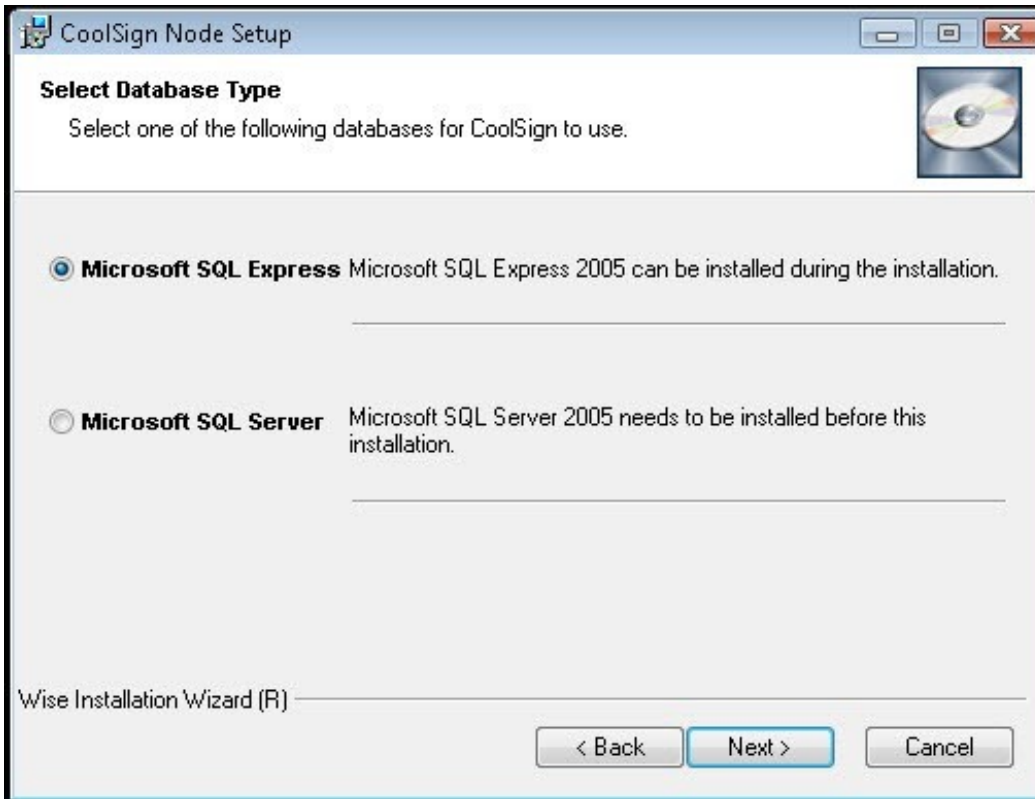 CoolSign Node Setup
Select Database Type
Select one of the following databases for CoolSign to use.
Microsoft SQL Express Microsoft SQL Express 2005 can be installed during the installation.
Microsoft SQL Server Microsoft SQL Server 2005 needs to be installed before this
installation.
Wise Installation Wizard (R)
< Back Next > Cancel